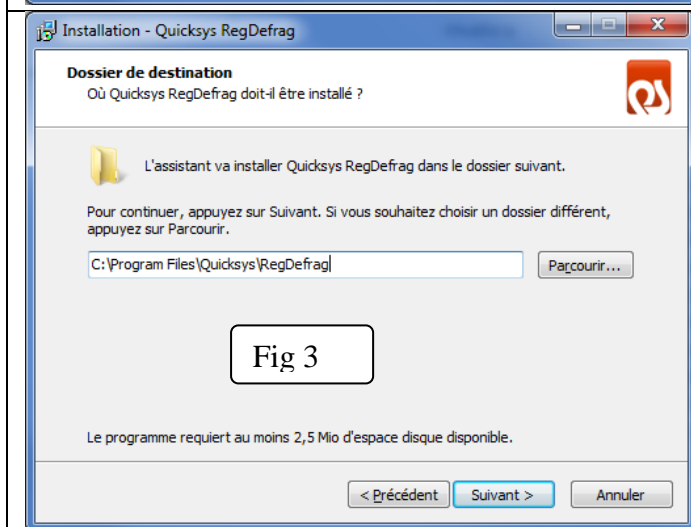 Installation - Quicksys RegDefrag
Dossier de destination
Où Quicksys RegDefrag doit-il être installé ?
L'assistant va installer Quicksys RegDefrag dans le dossier suivant.
Pour continuer, appuyez sur Suivant. Si vous souhaitez choisir un dossier différent,
appuyez sur Parcourir.
C:\Program Files\Quicksys\RegDefrag
Parcourir...
Fig 3
Le programme requiert au moins 2,5 Mio d'espace disque disponible.
< Précédent Suivant > Annuler